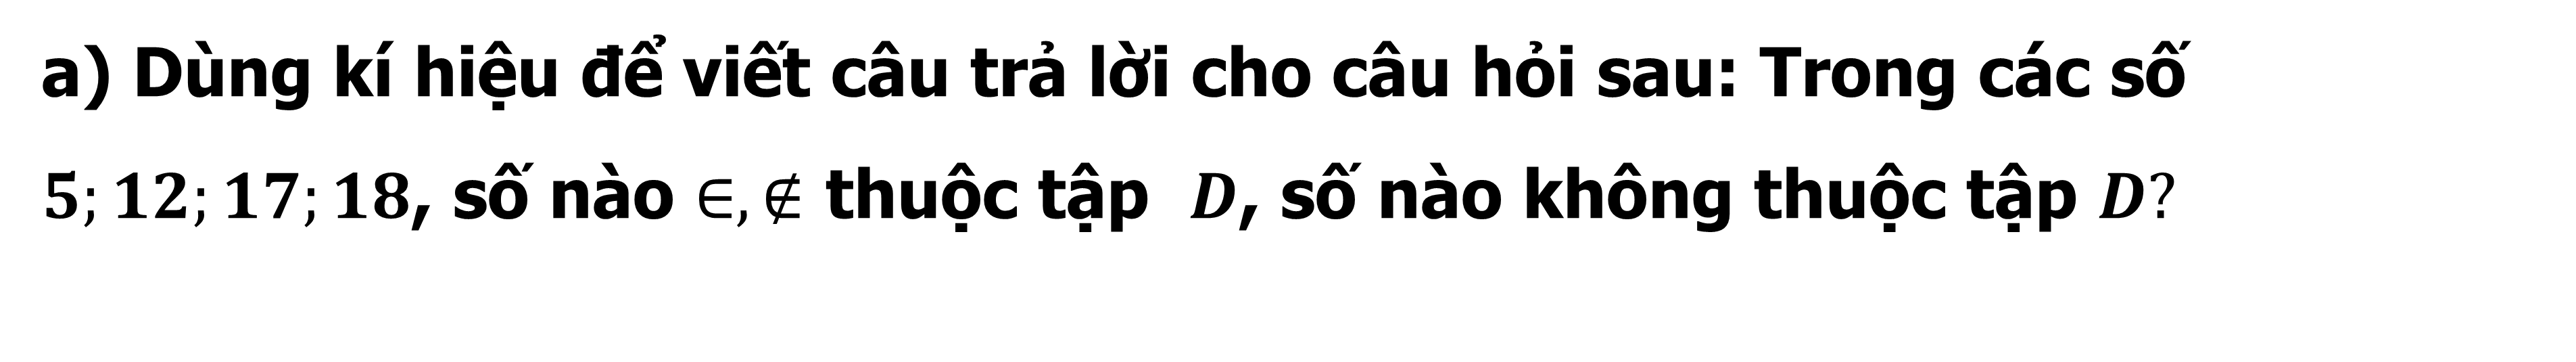 a) Dùng kí hiệu để viết câu trả lời cho câu hỏi sau: Trong các số
5; 12; 17; 18, số nào ∈, ∉ thuộc tập D, số nào không thuộc tập D?